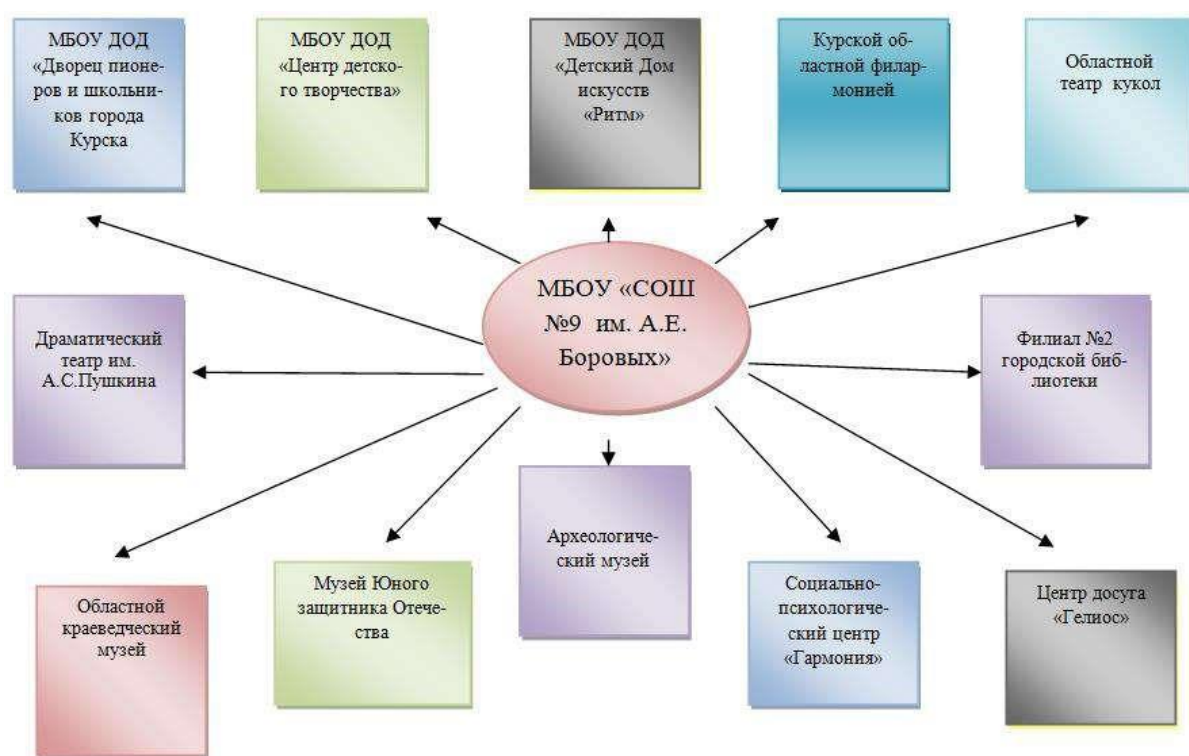 МБОУ ДОД
«Дворец пионе-
ров и школьни-
ков города
Курска
МБОУ ДОД
«Центр детско-
го творчества»
МБОУ ДОД
«Детский Дом
искусств
«Ритм»
Курской об-
ластной филар-
монией
Областной
театр кукол
МБОУ «СОШ
№9 им. А.Е.
Боровых»
Драматический
театр им.
А.С.Пушкина
Филиал №2
городской биб-
лиотеки
Археологиче-
ский музей
Областной
краеведческий
музей
Музей Юного
защитника Отече-
ства
Социально-
психологиче-
ский центр
«Гармония»
Центр досуга
«Гелиос»